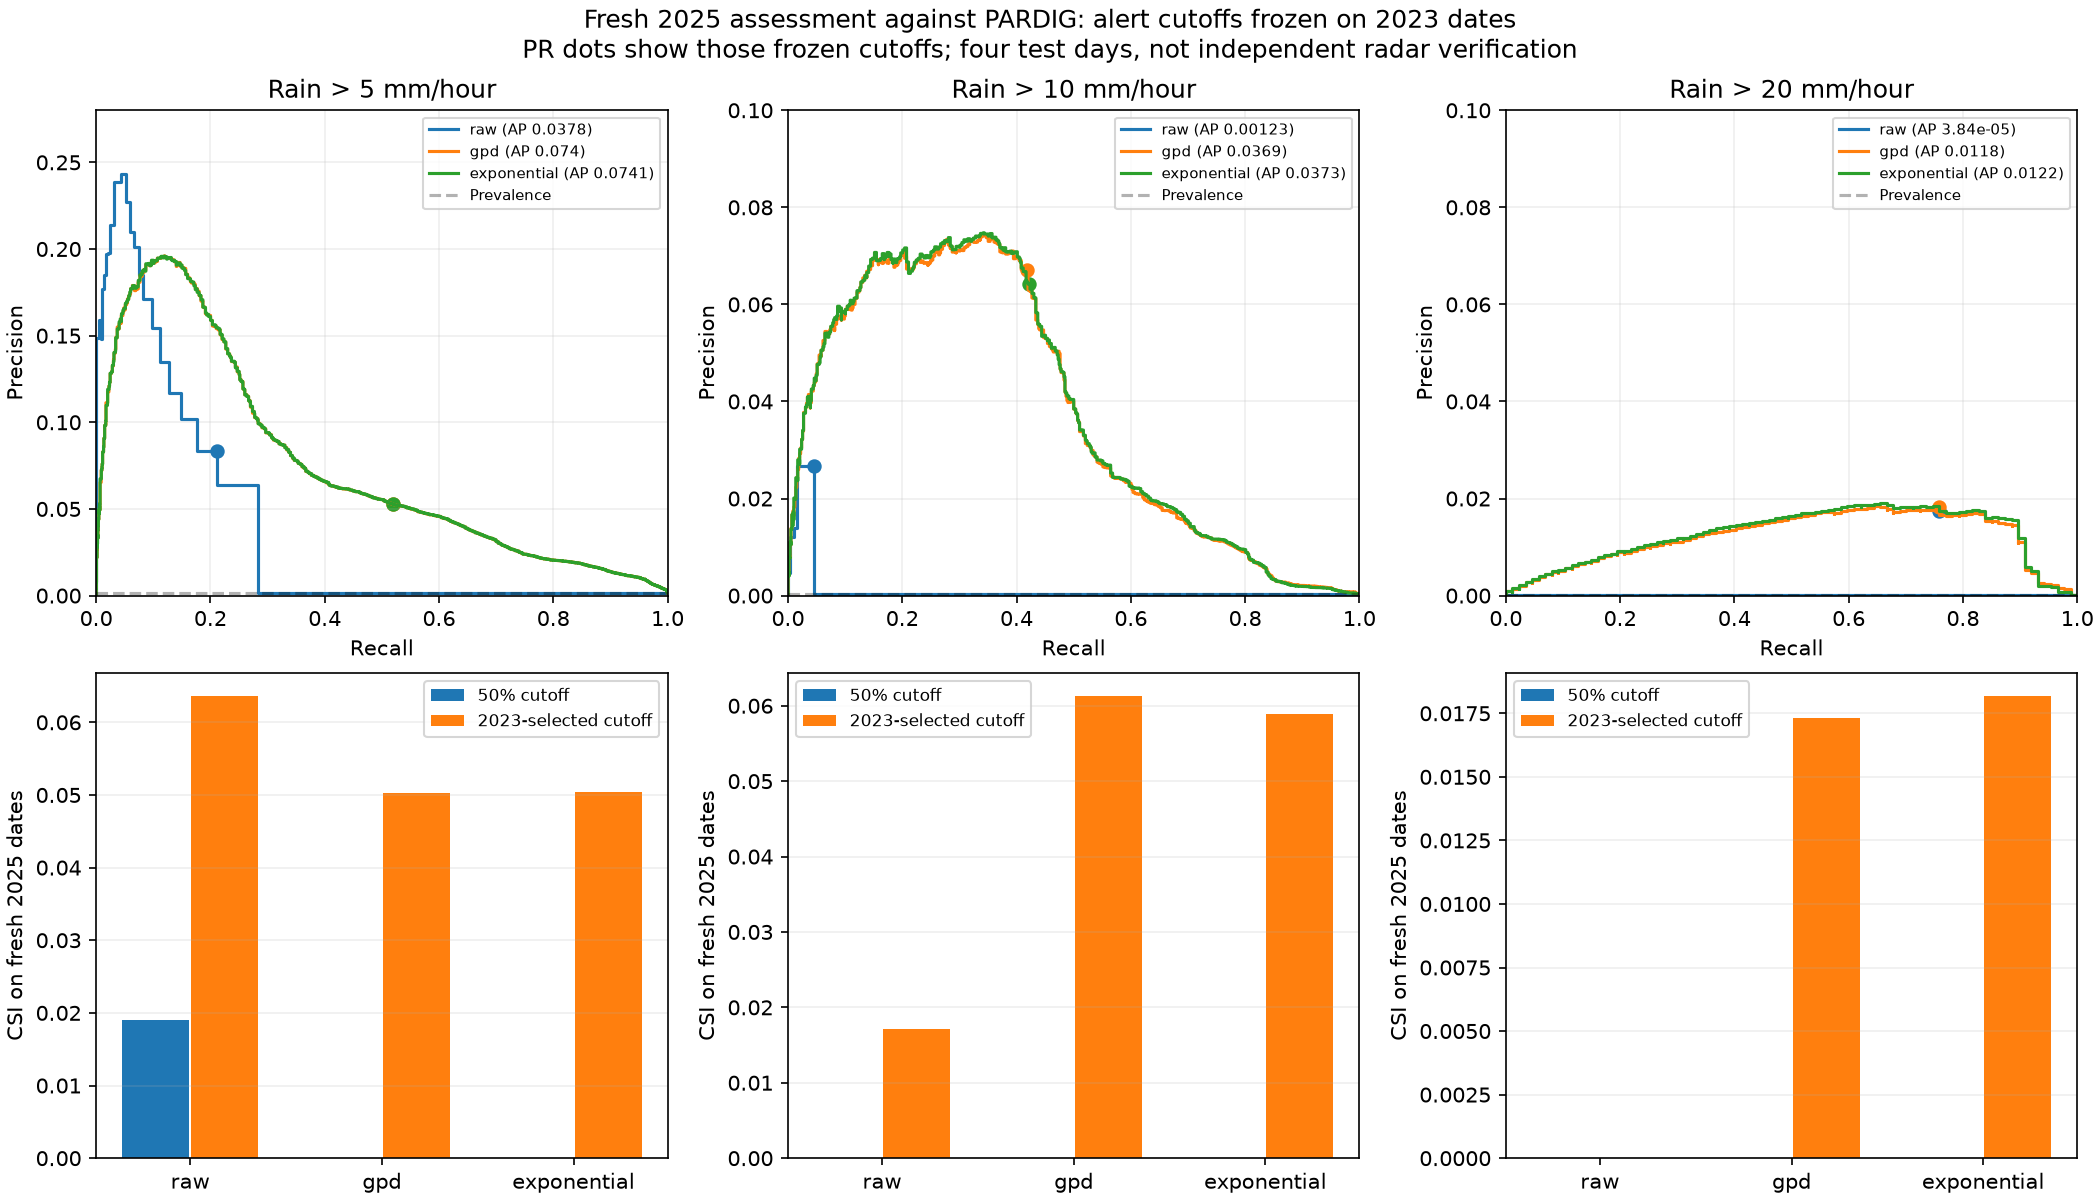 Fresh 2025 assessment against PARDIG: alert cutoffs frozen on 2023 dates
PR dots show those frozen cutoffs; four test days, not independent radar verification
Rain > 5 mm/hour
Precision
0.25
0.20
0.15
0.10
0.05
0.00
raw (AP 0.0378)
gpd (AP 0.074)
exponential (AP 0.0741)
Prevalence
0.0 0.2 0.4 0.6 0.8 1.0
Recall
Rain > 10 mm/hour
Precision
0.10
0.08
0.06
0.04
0.02
0.00
raw (AP 0.00123)
gpd (AP 0.0369)
exponential (AP 0.0373)
Prevalence
0.0 0.2 0.4 0.6 0.8 1.0
Recall
Rain > 20 mm/hour
Precision
0.10
0.08
0.06
0.04
0.02
0.00
raw (AP 3.84e-05)
gpd (AP 0.0118)
exponential (AP 0.0122)
Prevalence
0.0 0.2 0.4 0.6 0.8 1.0
Recall
CSI on fresh 2025 dates
0.06
0.05
0.04
0.03
0.02
0.01
0.00
50% cutoff
2023-selected cutoff
raw gpd exponential
CSI on fresh 2025 dates
0.06
0.05
0.04
0.03
0.02
0.01
0.00
50% cutoff
2023-selected cutoff
raw gpd exponential
CSI on fresh 2025 dates
0.0175
0.0150
0.0125
0.0100
0.0075
0.0050
0.0025
0.0000
50% cutoff
2023-selected cutoff
raw gpd exponential